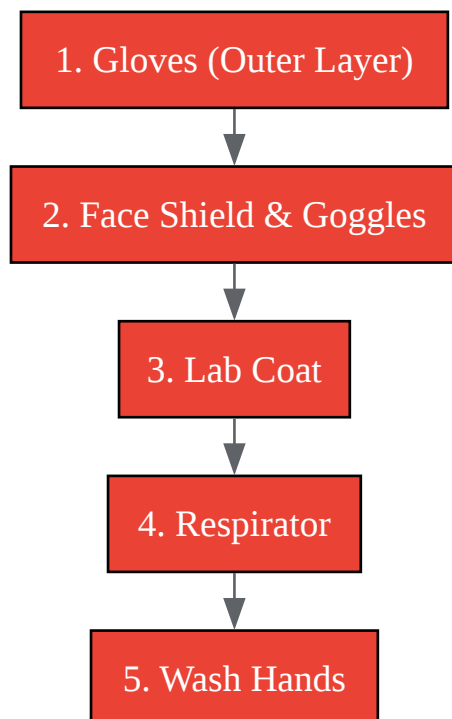 1. Gloves (Outer Layer)
2. Face Shield & Goggles
3. Lab Coat
4. Respirator
5. Wash Hands